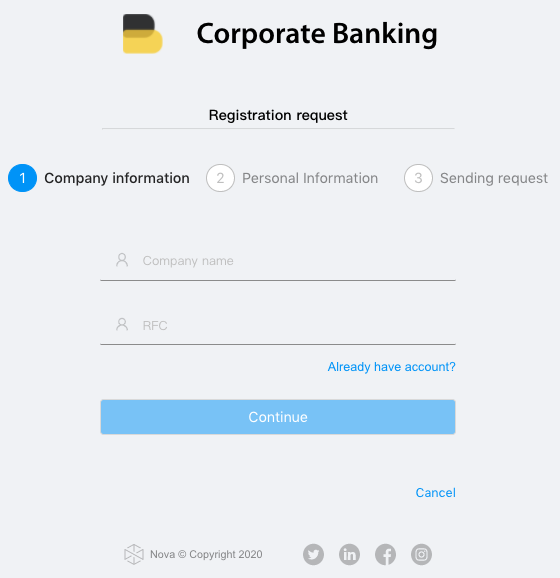 Corporate Banking
Registration request
1 Company information 2 Personal Information 3 Sending request
Company name
RFC
Already have account?
Continue
Cancel
Nova © Copyright 2020